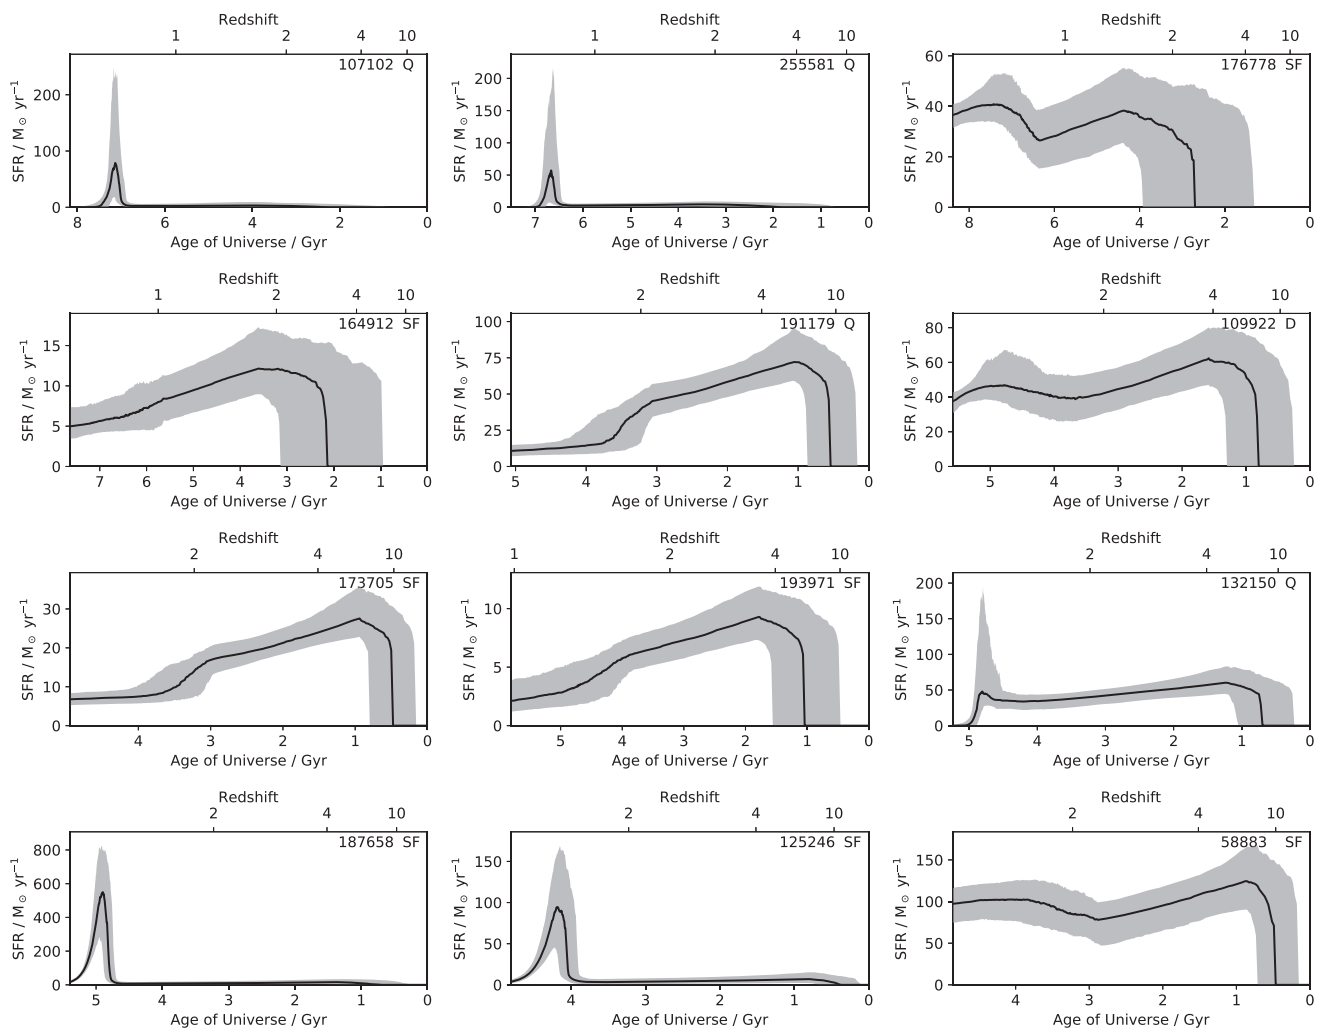 Redshift
1 2 4 10
107102 Q
SFR / M⊙ yr−1
200
100
0
8 6 4 2 0
Age of Universe / Gyr
Redshift
1 2 4 10
255581 Q
SFR / M⊙ yr−1
200
150
100
50
0
7 6 5 4 3 2 1 0
Age of Universe / Gyr
Redshift
1 2 4 10
176778 SF
SFR / M⊙ yr−1
60
40
20
0
8 6 4 2 0
Age of Universe / Gyr
Redshift
1 2 4 10
164912 SF
SFR / M⊙ yr−1
15
10
5
0
7 6 5 4 3 2 1 0
Age of Universe / Gyr
Redshift
2 4 10
191179 Q
SFR / M⊙ yr−1
100
75
50
25
0
5 4 3 2 1 0
Age of Universe / Gyr
Redshift
2 4 10
109922 D
SFR / M⊙ yr−1
80
60
40
20
0
5 4 3 2 1 0
Age of Universe / Gyr
Redshift
2 4 10
173705 SF
SFR / M⊙ yr−1
30
20
10
0
4 3 2 1 0
Age of Universe / Gyr
Redshift
1 2 4 10
193971 SF
SFR / M⊙ yr−1
10
5
0
5 4 3 2 1 0
Age of Universe / Gyr
Redshift
2 4 10
132150 Q
SFR / M⊙ yr−1
200
150
100
50
0
5 4 3 2 1 0
Age of Universe / Gyr
Redshift
2 4 10
187658 SF
SFR / M⊙ yr−1
800
600
400
200
0
5 4 3 2 1 0
Age of Universe / Gyr
Redshift
2 4 10
125246 SF
SFR / M⊙ yr−1
150
100
50
0
4 3 2 1 0
Age of Universe / Gyr
Redshift
2 4 10
58883 SF
SFR / M⊙ yr−1
150
100
50
0
4 3 2 1 0
Age of Universe / Gyr